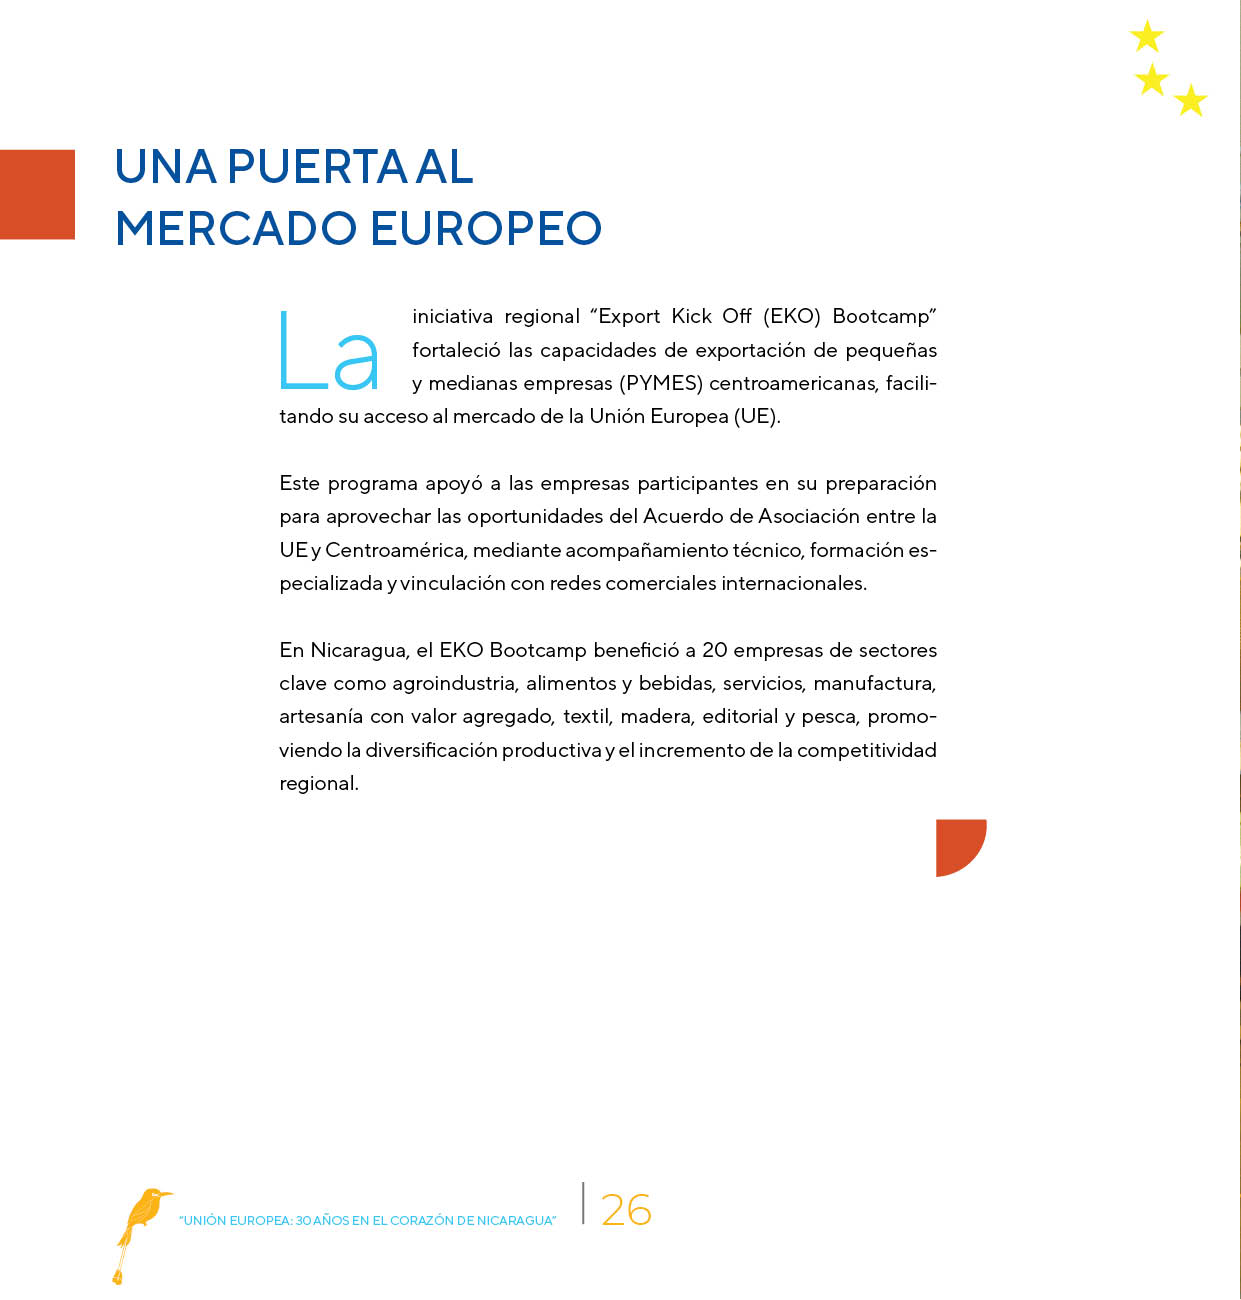 UNA PUERTA AL
MERCADO EUROPEO
La iniciativa regional “Export Kick Off (EKO) Bootcamp”
fortaleció las capacidades de exportación de pequeñas
y medianas empresas (PYMES) centroamericanas, facili-
tando su acceso al mercado de la Unión Europea (UE).
Este programa apoyó a las empresas participantes en su preparación
para aprovechar las oportunidades del Acuerdo de Asociación entre la
UE y Centroamérica, mediante acompañamiento técnico, formación es-
pecializada y vinculación con redes comerciales internacionales.
En Nicaragua, el EKO Bootcamp benefició a 20 empresas de sectores
clave como agroindustria, alimentos y bebidas, servicios, manufactura,
artesanía con valor agregado, textil, madera, editorial y pesca, promo-
viendo la diversificación productiva y el incremento de la competitividad
regional.
“UNIÓN EUROPEA: 30 AÑOS EN EL CORAZÓN DE NICARAGUA”
26